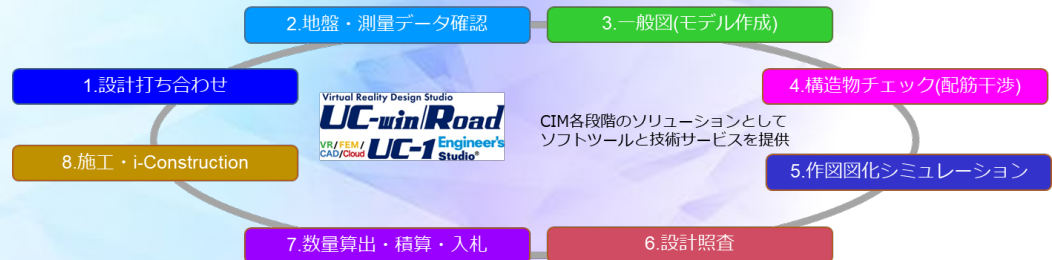 2.地盤・測量データ確認
3.一般図(モデル作成)
1.設計打ち合わせ
4.構造物チェック(配筋干渉)
Virtual Reality Design Studio
UC-win/Road
VR/FEM/
CAD/Cloud
UC-1
Engineer's
Studio®
CIM各段階のソリューションとして
ソフトツールと技術サービスを提供
8.施工・i-Construction
5.作図図化シミュレーション
7.数量算出・積算・入札
6.設計照査